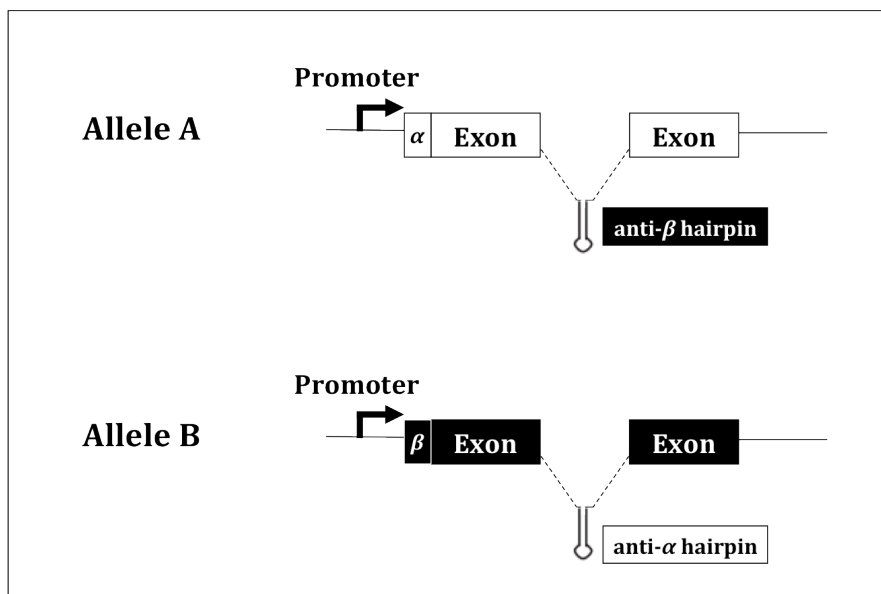 Promoter
Allele A
α Exon Exon
anti-β hairpin
Promoter
Allele B
β Exon Exon
anti-α hairpin